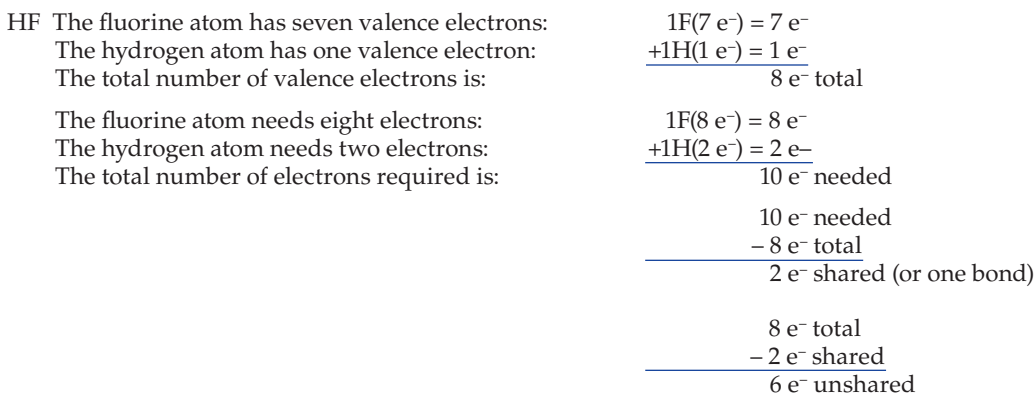 HF The fluorine atom has seven valence electrons: 1F(7 e⁻) = 7 e⁻
The hydrogen atom has one valence electron: +1H(1 e⁻) = 1 e⁻
The total number of valence electrons is: 8 e⁻ total
The fluorine atom needs eight electrons: 1F(8 e⁻) = 8 e⁻
The hydrogen atom needs two electrons: +1H(2 e⁻) = 2 e–
The total number of electrons required is: 10 e⁻ needed
10 e⁻ needed
– 8 e⁻ total
2 e⁻ shared (or one bond)
8 e⁻ total
– 2 e⁻ shared
6 e⁻ unshared